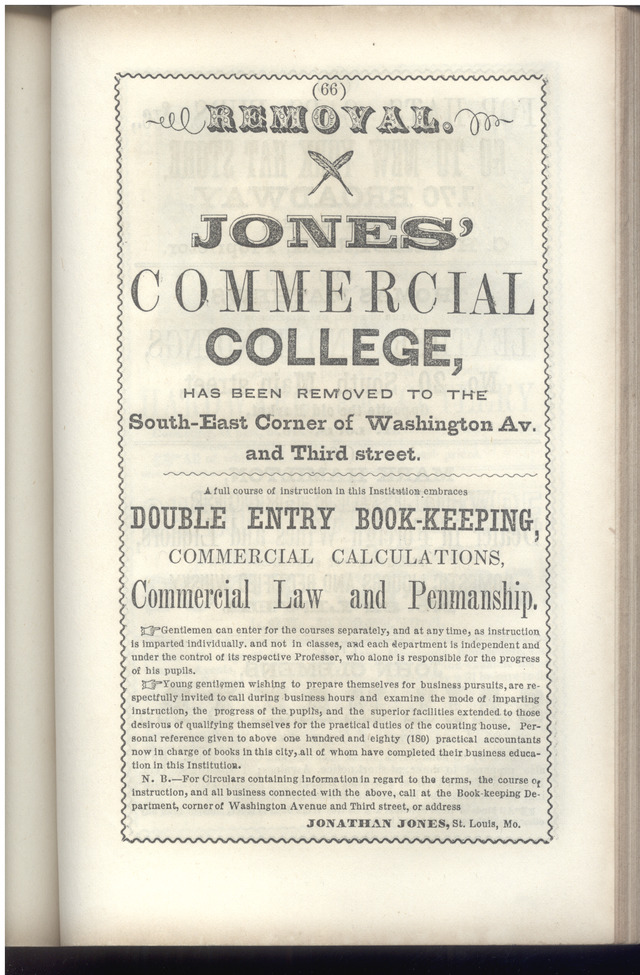 (66)
REMOVAL.
JONES'
COMMERCIAL
COLLEGE,
HAS BEEN REMOVED TO THE
South-East Corner of Washington Av.
and Third street.
A full course of instruction in this Institution embraces
DOUBLE ENTRY BOOK-KEEPING,
COMMERCIAL CALCULATIONS,
Commercial Law and Penmanship.
☞Gentlemen can enter for the courses separately, and at any time, as instruction
is imparted individually. and not in classes, and each department is independent and
under the control of its respective Professor, who alone is responsible for the progress
of his pupils.
☞Young gentlemen wishing to prepare themselves for business pursuits, are re-
spectfully invited to call during business hours and examine the mode of imparting
instruction, the progress of the pupils, and the superior facilities extended to those
desirous of qualifying themselves for the practical duties of the counting house. Per-
sonal reference given to above one hundred and eighty (180) practical accountants
now in charge of books in this city, all of whom have completed their business educa-
tion in this Institution.
N. B.—For Circulars containing information in regard to the terms, the course of
instruction, and all business connected with the above, call at the Book-keeping De-
partment, corner of Washington Avenue and Third street, or address
JONATHAN JONES, St. Louis, Mo.